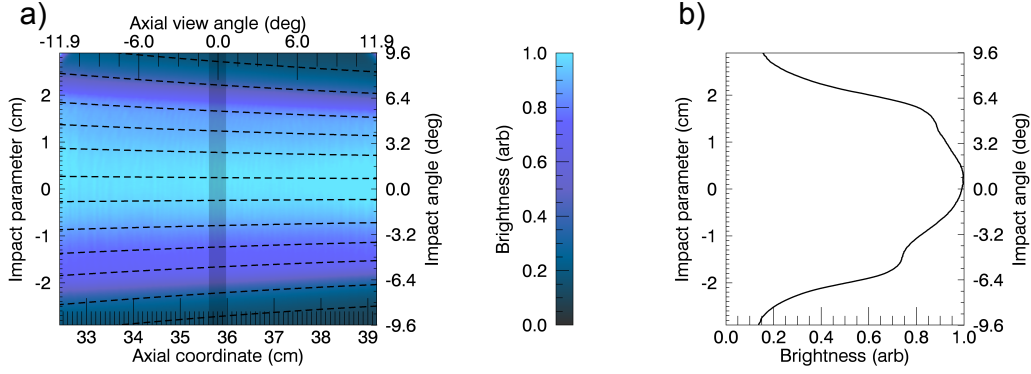 a)
Axial view angle (deg)
-11.9 -6.0 0.0 6.0 11.9
Impact parameter (cm)
2
1
0
-1
-2
9.6
6.4
3.2
0.0
-3.2
-6.4
-9.6
Impact angle (deg)
33 34 35 36 37 38 39
Axial coordinate (cm)
Brightness (arb)
1.0
0.8
0.6
0.4
0.2
0.0
b)
Impact parameter (cm)
2
1
0
-1
-2
9.6
6.4
3.2
0.0
-3.2
-6.4
-9.6
Impact angle (deg)
0.0 0.2 0.4 0.6 0.8 1.0
Brightness (arb)